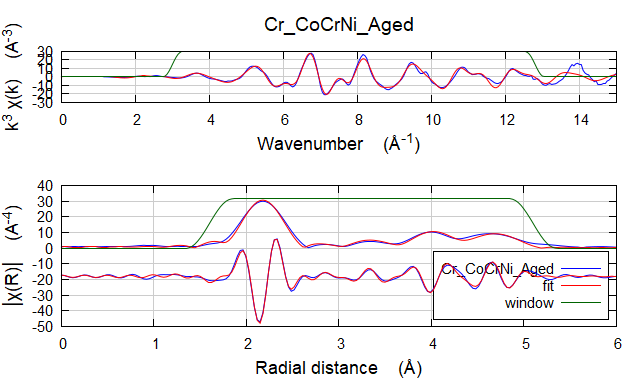 Cr_CoCrNi_Aged
k³ χ(k) (Å⁻³)
30
20
10
0
-10
-20
-30
0 2 4 6 8 10 12 14
Wavenumber (Å⁻¹)
|χ(R)| (Å⁻⁴)
40
30
20
10
0
-10
-20
-30
-40
-50
Cr_CoCrNi_Aged
fit
window
0 1 2 3 4 5 6
Radial distance (Å)